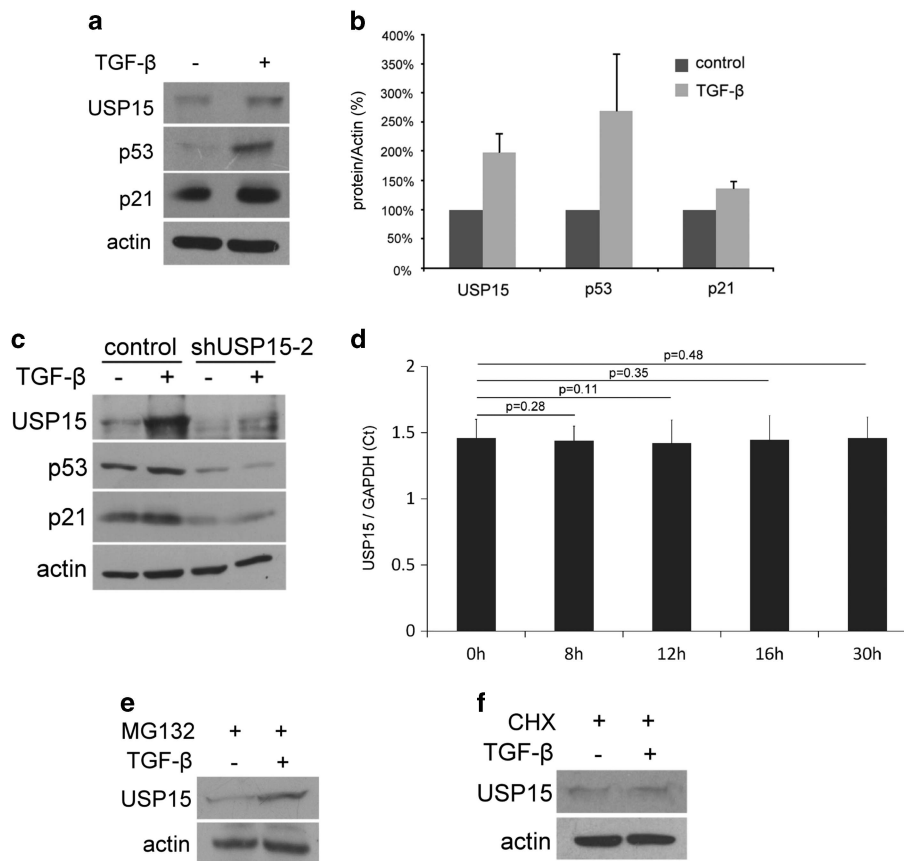 a
TGF-β - +
USP15
p53
p21
actin
b
400%
350%
300%
250%
200%
150%
100%
50%
0%
protein/Actin (%)
control
TGF-β
USP15 p53 p21
c
control shUSP15-2
TGF-β - + - +
USP15
p53
p21
actin
d
2
1.5
1
0.5
0
USP15 / GAPDH (Ct)
p=0.48
p=0.35
p=0.11
p=0.28
0h 8h 12h 16h 30h
e
MG132 + +
TGF-β - +
USP15
actin
f
CHX + +
TGF-β - +
USP15
actin